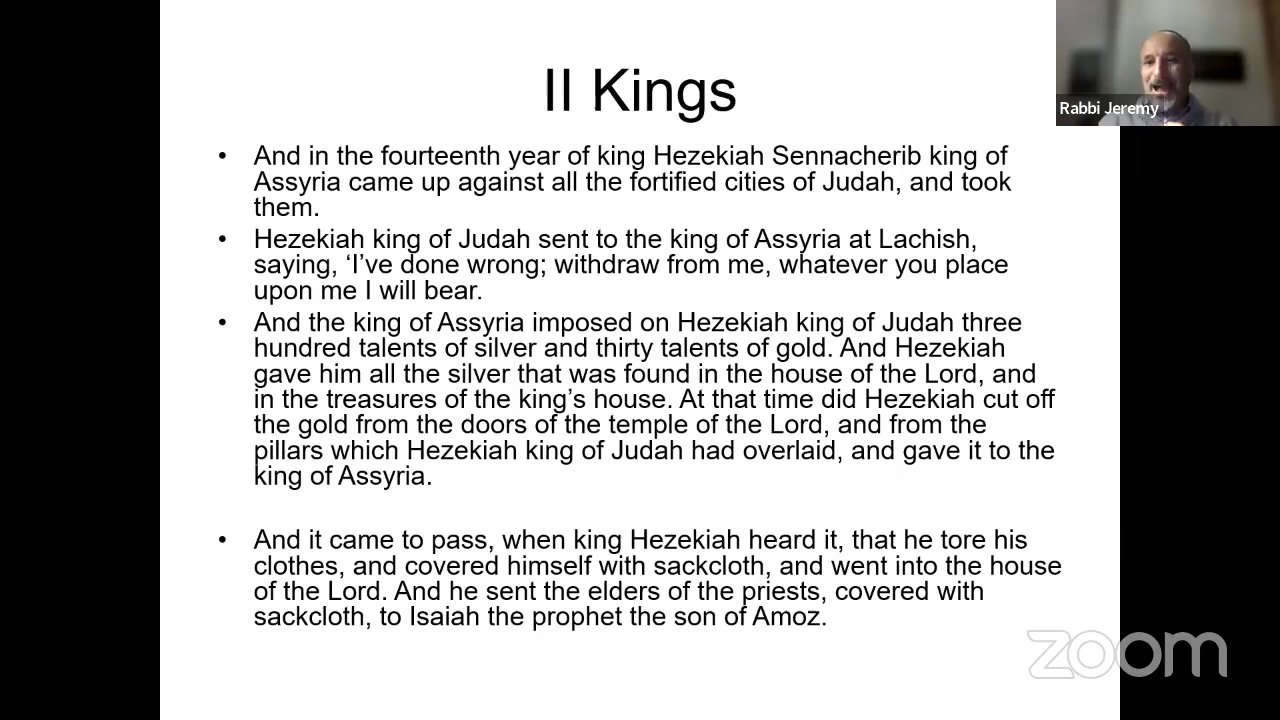 II Kings
Rabbi Jeremy
• And in the fourteenth year of king Hezekiah Sennacherib king of
Assyria came up against all the fortified cities of Judah, and took
them.
• Hezekiah king of Judah sent to the king of Assyria at Lachish,
saying, ‘I’ve done wrong; withdraw from me, whatever you place
upon me I will bear.
• And the king of Assyria imposed on Hezekiah king of Judah three
hundred talents of silver and thirty talents of gold. And Hezekiah
gave him all the silver that was found in the house of the Lord, and
in the treasures of the king’s house. At that time did Hezekiah cut off
the gold from the doors of the temple of the Lord, and from the
pillars which Hezekiah king of Judah had overlaid, and gave it to the
king of Assyria.
• And it came to pass, when king Hezekiah heard it, that he tore his
clothes, and covered himself with sackcloth, and went into the house
of the Lord. And he sent the elders of the priests, covered with
sackcloth, to Isaiah the prophet the son of Amoz.
zoom